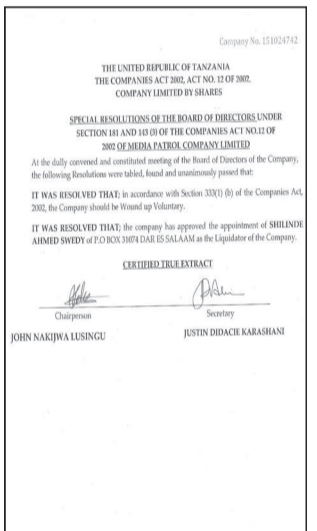 Company No. 151024742
THE UNITED REPUBLIC OF TANZANIA
THE COMPANIES ACT 2002, ACT NO. 12 OF 2002.
COMPANY LIMITED BY SHARES
SPECIAL RESOLUTIONS OF THE BOARD OF DIRECTORS UNDER
SECTION 181 AND 143 (3) OF THE COMPANIES ACT NO.12 OF
2002 OF MEDIA PATROL COMPANY LIMITED
At the dully convened and constituted meeting of the Board of Directors of the Company,
the following Resolutions were tabled, found and unanimously passed that:
IT WAS RESOLVED THAT; in accordance with Section 333(1) (b) of the Companies Act,
2002, the Company should be Wound up Voluntary.
IT WAS RESOLVED THAT; the company has approved the appointment of SHILINDE
AHMED SWEDY of P.O BOX 31074 DAR ES SALAAM as the Liquidator of the Company.
CERTIFIED TRUE EXTRACT
Chairperson
Secretary
JOHN NAKIJWA LUSINGU
JUSTIN DIDACIE KARASHANI